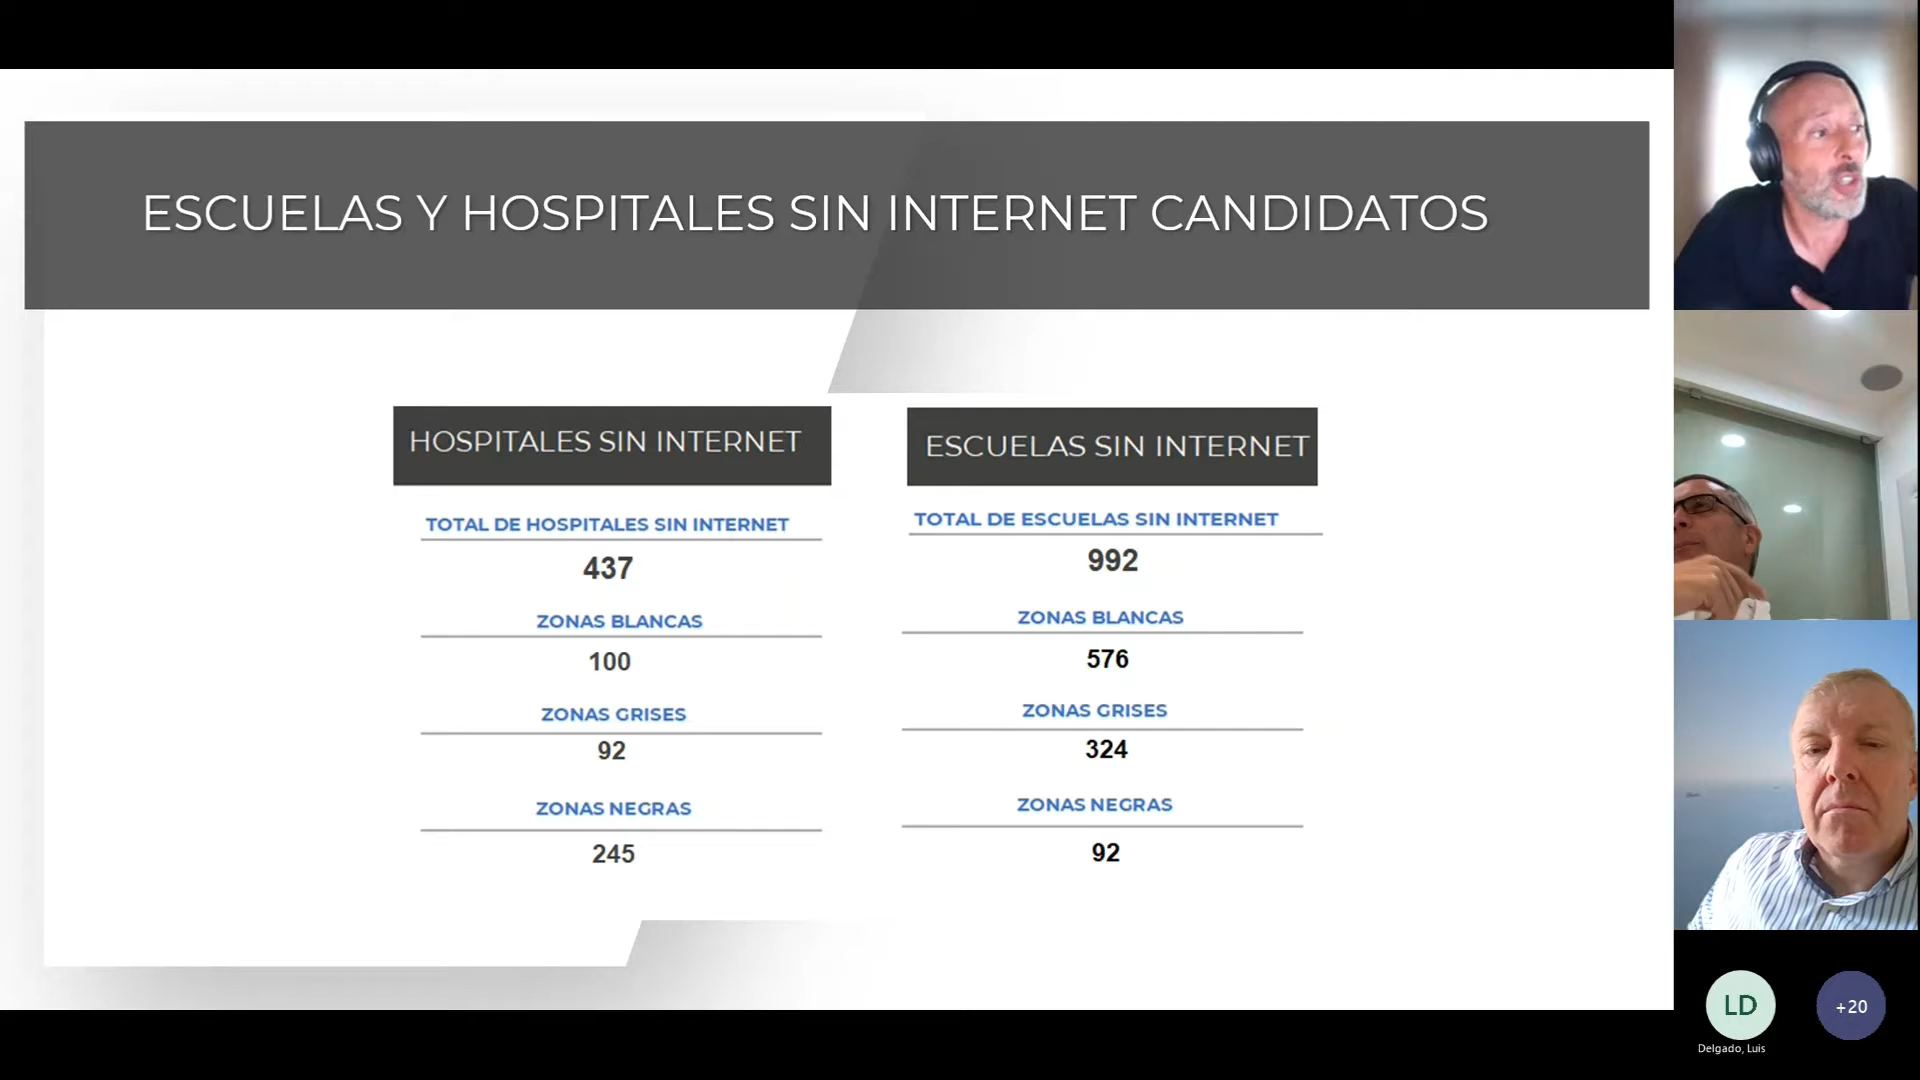 ESCUELAS Y HOSPITALES SIN INTERNET CANDIDATOS
HOSPITALES SIN INTERNET
TOTAL DE HOSPITALES SIN INTERNET
437
ZONAS BLANCAS
100
ZONAS GRISES
92
ZONAS NEGRAS
245
ESCUELAS SIN INTERNET
TOTAL DE ESCUELAS SIN INTERNET
992
ZONAS BLANCAS
576
ZONAS GRISES
324
ZONAS NEGRAS
92
LD
Delgado, Luis
+20